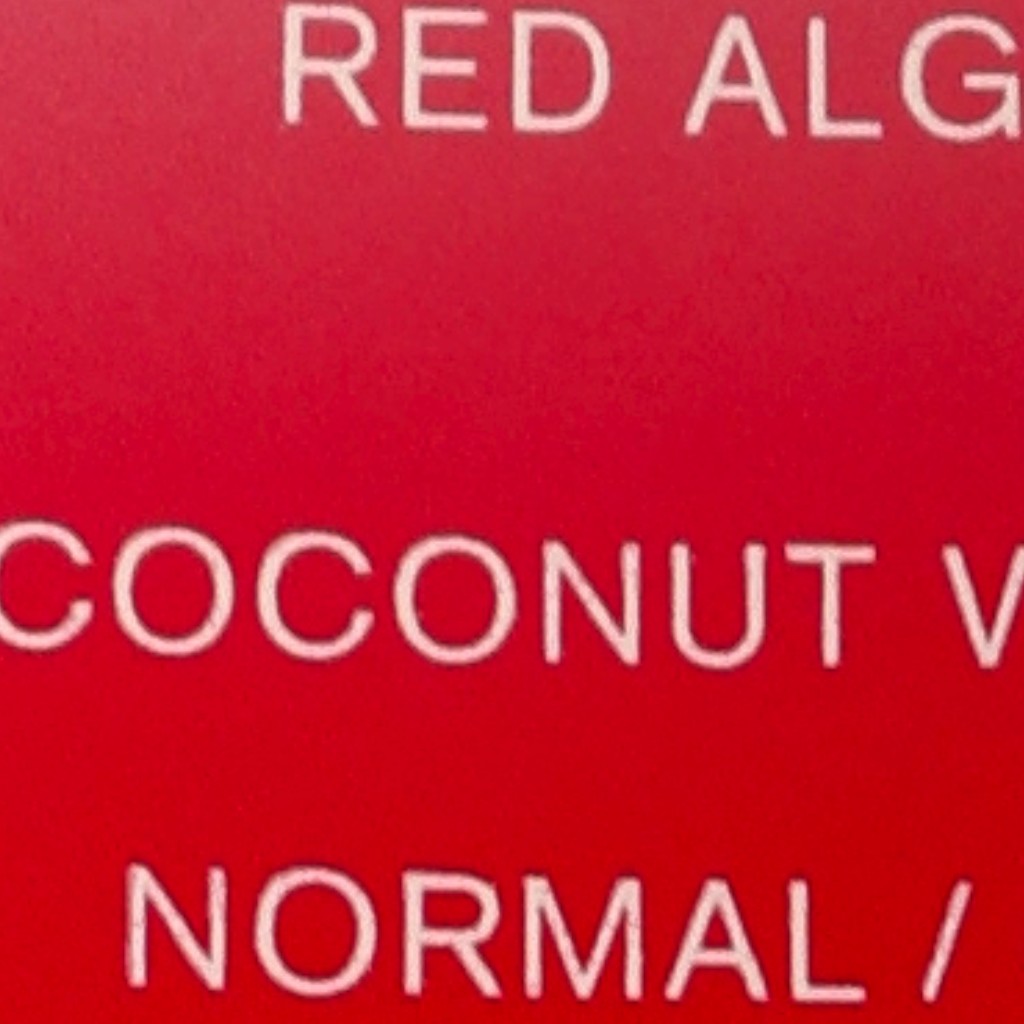 RED ALG
COCONUT
NORMAL /